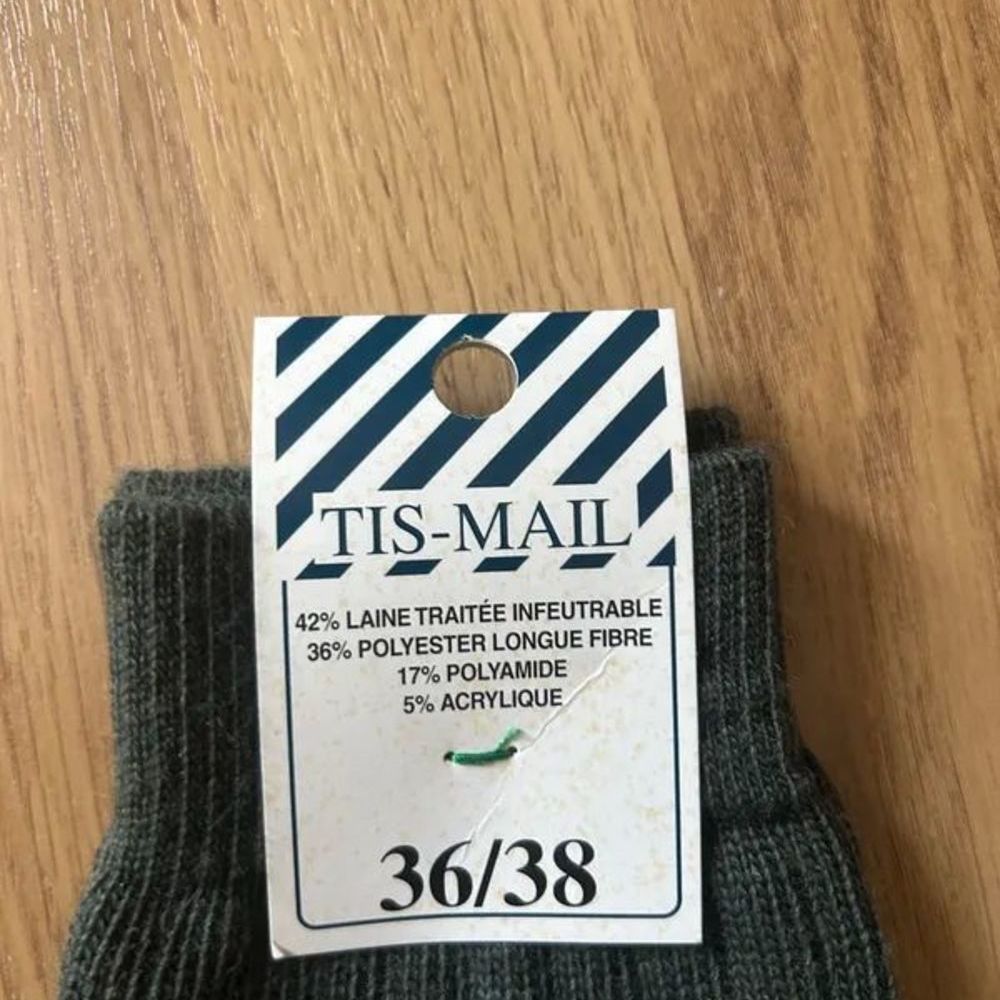 TIS-MAIL
42% LAINE TRAITÉE INFEUTRABLE
36% POLYESTER LONGUE FIBRE
17% POLYAMIDE
5% ACRYLIQUE
36/38